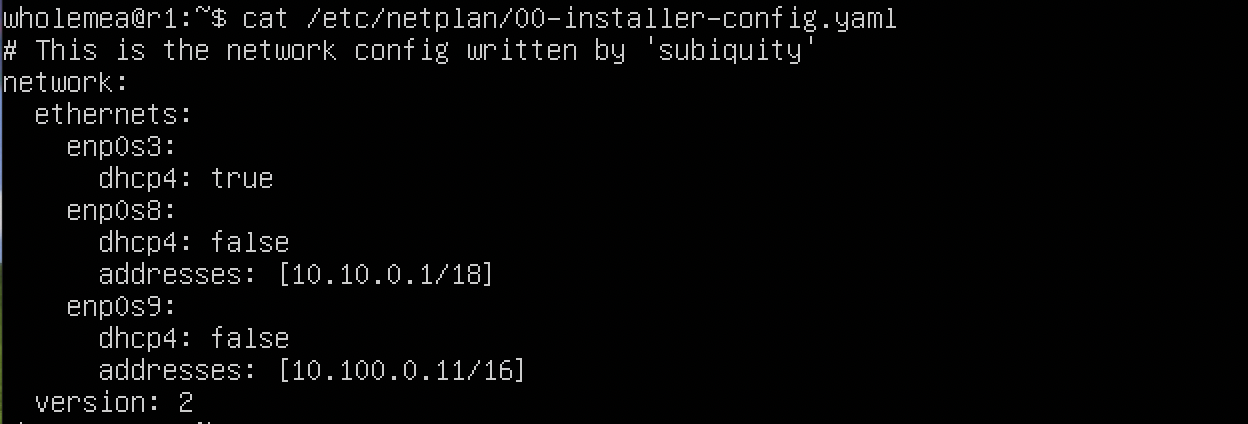 wholemea@r1:~$ cat /etc/netplan/00-installer-config.yaml
# This is the network config written by 'subiquity'
network:
  ethernets:
    enp0s3:
      dhcp4: true
    enp0s8:
      dhcp4: false
      addresses: [10.10.0.1/18]
    enp0s9:
      dhcp4: false
      addresses: [10.100.0.11/16]
  version: 2